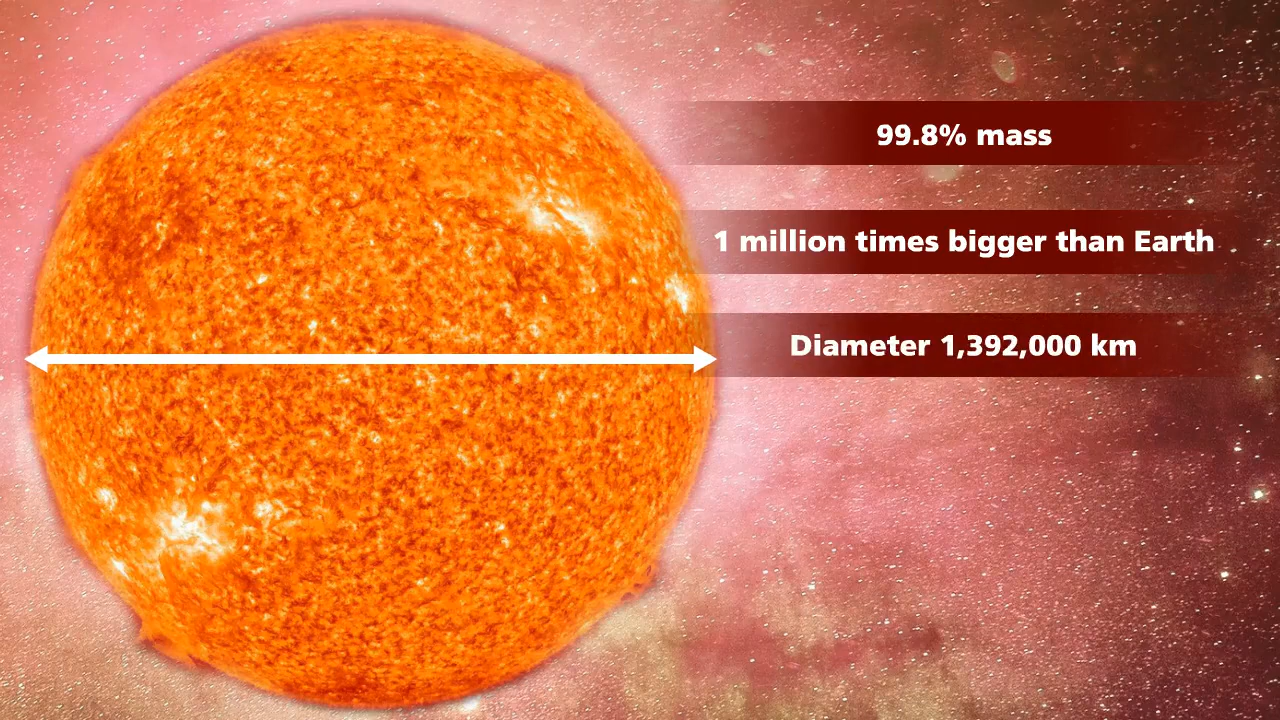 99.8% mass
1 million times bigger than Earth
Diameter 1,392,000 km